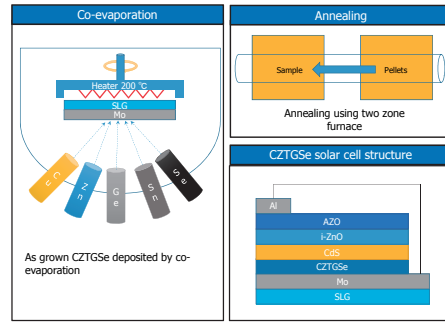 Co-evaporation
Heater 200 °C
SLG
Mo
Cu
Zn
Ge
Sn
Se
As grown CZTGSe deposited by co-
evaporation
Annealing
Sample
Pellets
Annealing using two zone
furnace
CZTGSe solar cell structure
Al
AZO
i-ZnO
CdS
CZTGSe
Mo
SLG